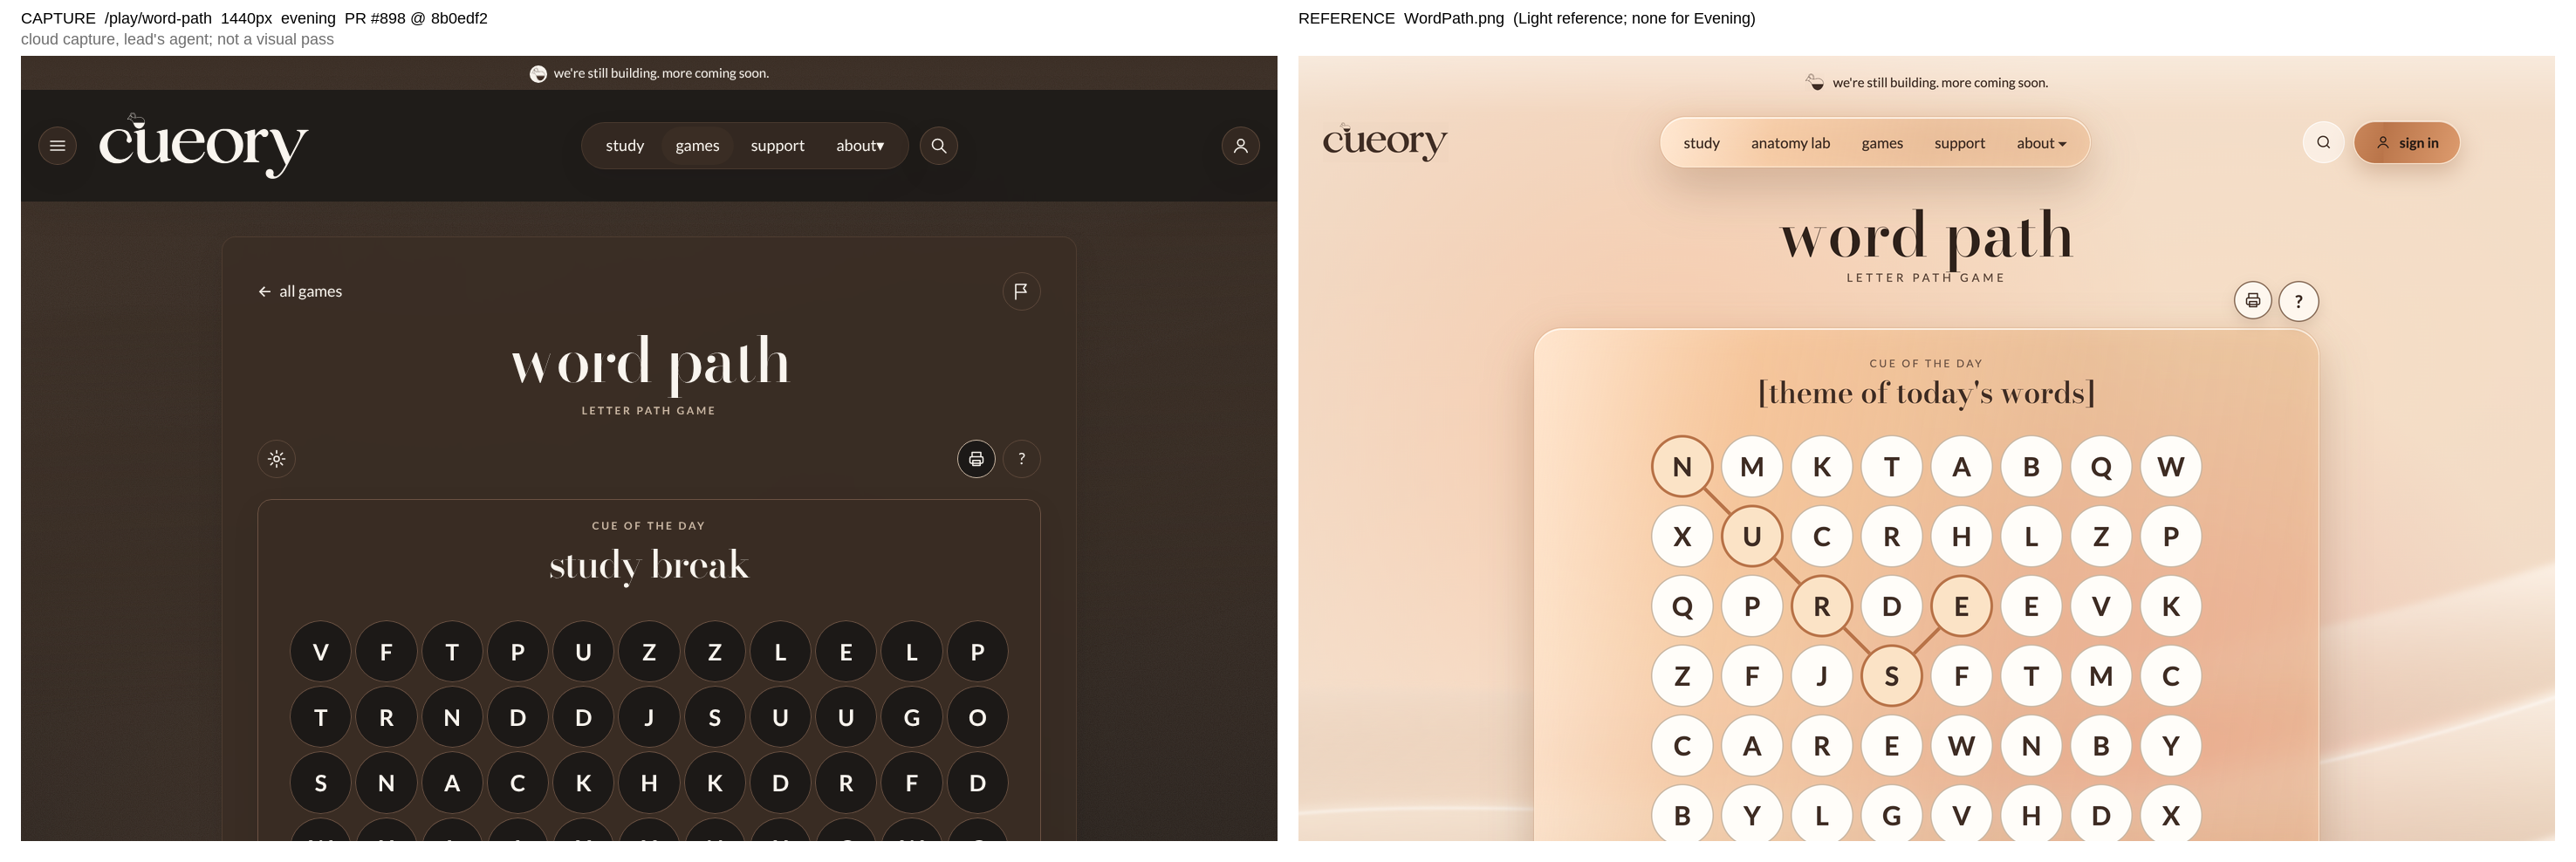 CAPTURE /play/word-path 1440px evening PR #898 @ 8b0edf2
cloud capture, lead's agent; not a visual pass
we're still building. more coming soon.
cueory
study games support about▾
← all games
word path
LETTER PATH GAME
?
CUE OF THE DAY
study break
V F T P U Z Z L E L P
T R N D D J S U U G O
S N A C K H K D R F D
REFERENCE WordPath.png (Light reference; none for Evening)
we're still building. more coming soon.
cueory
study anatomy lab games support about ▾
sign in
word path
LETTER PATH GAME
?
CUE OF THE DAY
[theme of today's words]
N M K T A B Q W
X U C R H L Z P
Q P R D E E V K
Z F J S F T M C
C A R E W N B Y
B Y L G V H D X